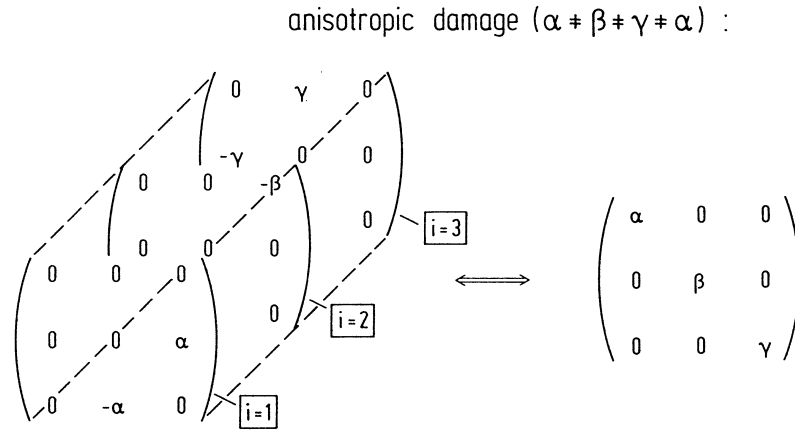 anisotropic damage (α ≠ β ≠ γ ≠ α) :
0 γ 0
-γ 0 0
0 0 -β
0
i=3
0 0 0
0 0 0
0
i=2
0 0 α
0 -α 0
i=1
α 0 0
⟺
0 β 0
0 0 γ